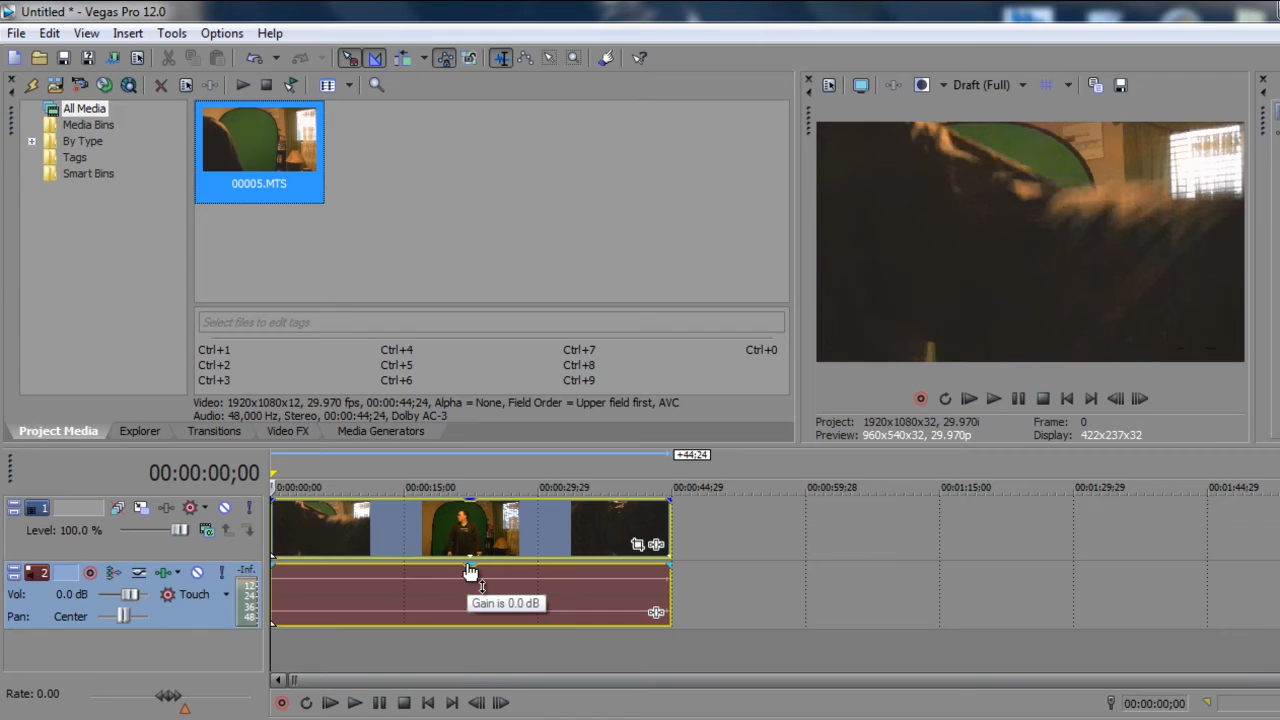 Untitled * - Vegas Pro 12.0
File Edit View Insert Tools Options Help
All Media
Media Bins
By Type
Tags
Smart Bins
00005.MTS
Select files to edit tags
Ctrl+1 Ctrl+4 Ctrl+7 Ctrl+0
Ctrl+2 Ctrl+5 Ctrl+8
Ctrl+3 Ctrl+6 Ctrl+9
Video: 1920x1080x12, 29.970 fps, 00:00:44;24, Alpha = None, Field Order = Upper field first, AVC
Audio: 48,000 Hz, Stereo, 00:00:44;24, Dolby AC-3
Project Media Explorer Transitions Video FX Media Generators
Draft (Full)
Project: 1920x1080x32, 29.970i Frame: 0
Preview: 960x540x32, 29.970p Display: 422x237x32
00:00:00;00
+44;24
0:00:00;00 00:00:15;00 00:00:29;29 00:00:44;29 00:00:59;28 00:01:15;00 00:01:29;29 00:01:44;29
1
Level: 100.0 %
2
-Inf.
Vol: 0.0 dB Touch
Pan: Center
12
24
36
48
Gain is 0.0 dB
Rate: 0.00
00:00:00;00